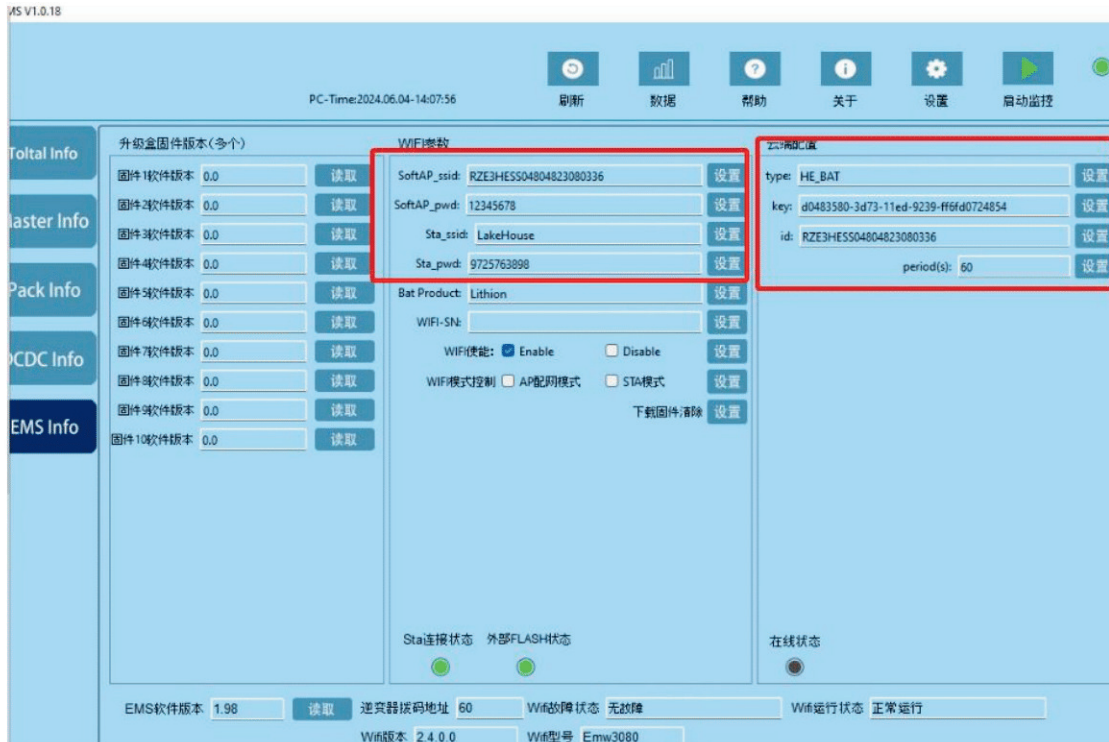 MS V1.0.18
PC-Time:2024.06.04-14:07:56
刷新
数据
帮助
关于
设置
启动监控
Toltal Info
Master Info
Pack Info
DCDC Info
EMS Info
升级盒固件版本(多个)
固件1软件版本 0.0 读取
固件2软件版本 0.0 读取
固件3软件版本 0.0 读取
固件4软件版本 0.0 读取
固件5软件版本 0.0 读取
固件6软件版本 0.0 读取
固件7软件版本 0.0 读取
固件8软件版本 0.0 读取
固件9软件版本 0.0 读取
固件10软件版本 0.0 读取
WIFI参数
SoftAP_ssid: RZE3HESS04804823080336 设置
SoftAP_pwd: 12345678 设置
Sta_ssid: LakeHouse 设置
Sta_pwd: 9725763898 设置
Bat Product: Lithion 设置
WIFI-SN: 设置
WIFI使能: Enable Disable 设置
WIFI模式控制 AP配网模式 STA模式 设置
下载固件清除 设置
Sta连接状态 外部FLASH状态
云端配置
type: HE_BAT 设置
key: d0483580-3d73-11ed-9239-ff6fd0724854 设置
id: RZE3HESS04804823080336 设置
period(s): 60 设置
在线状态
EMS软件版本 1.98 读取 逆变器拨码地址 60 Wifi故障状态 无故障 Wifi运行状态 正常运行
Wifi版本 2.4.0.0 Wifi型号 Emw3080